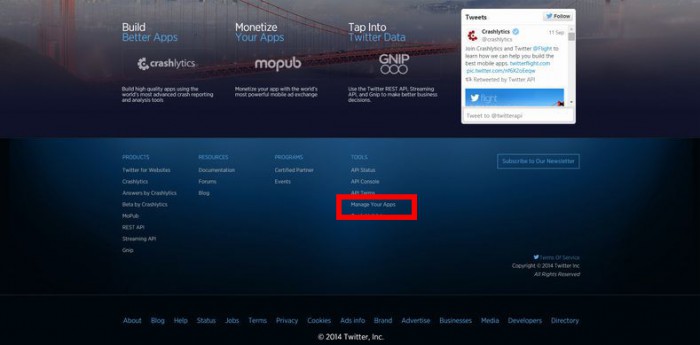 Build
Better Apps
crashlytics
Build high quality apps using the
world's most advanced crash reporting
and analysis tools
Monetize
Your Apps
mopub
Monetize your app with the world's
most powerful mobile ad exchange
Tap Into
Twitter Data
GNIP
Use the Twitter REST API, Streaming
API, and Gnip to make better business
decisions.
Tweets
Follow
Crashlytics
@crashlytics
11 Sep
Join Crashlytics and Twitter @Flight to
learn how we can help you build the
best mobile apps. twitterflight.com
Retweeted by Twitter API
flight
Tweet to @twitterapi
PRODUCTS
Twitter for Websites
Crashlytics
Answers by Crashlytics
Beta by Crashlytics
MoPub
REST API
Streaming API
Gnip
RESOURCES
Documentation
Forums
Blog
PROGRAMS
Certified Partner
Events
TOOLS
API Status
API Console
API Terms
Manage Your Apps
Subscribe to Our Newsletter
Terms Of Service
Copyright © 2014 Twitter Inc
All Rights Reserved
About Blog Help Status Jobs Terms Privacy Cookies Ads info Brand Advertise Businesses Media Developers Directory
© 2014 Twitter, Inc.